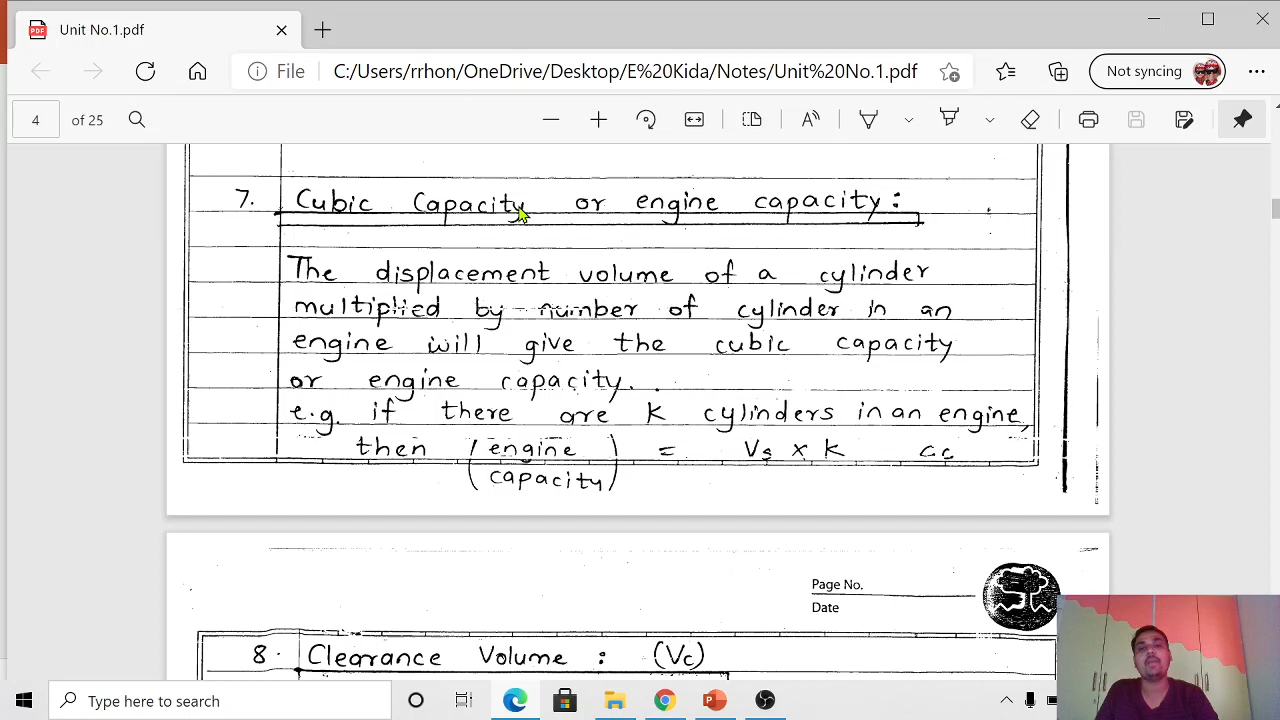 Unit No.1.pdf
File
C:/Users/rrhon/OneDrive/Desktop/E%20Kida/Notes/Unit%20No.1.pdf
Not syncing
4 of 25
7. Cubic Capacity or engine capacity :
The displacement volume of a cylinder
multiplied by number of cylinder in an
engine will give the cubic capacity
or engine capacity.
e.g. if there are K cylinders in an engine,
then (engine capacity) = Vs x K cc
Page No.
Date
8. Clearance Volume : (Vc)
Type here to search